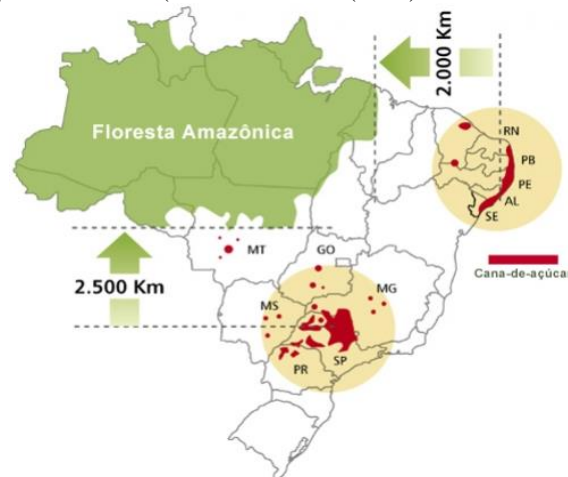 2.000 Km
Floresta Amazônica
RN
PB
PE
AL
SE
Cana-de-açúcar
MT
GO
2.500 Km
MS
MG
SP
PR